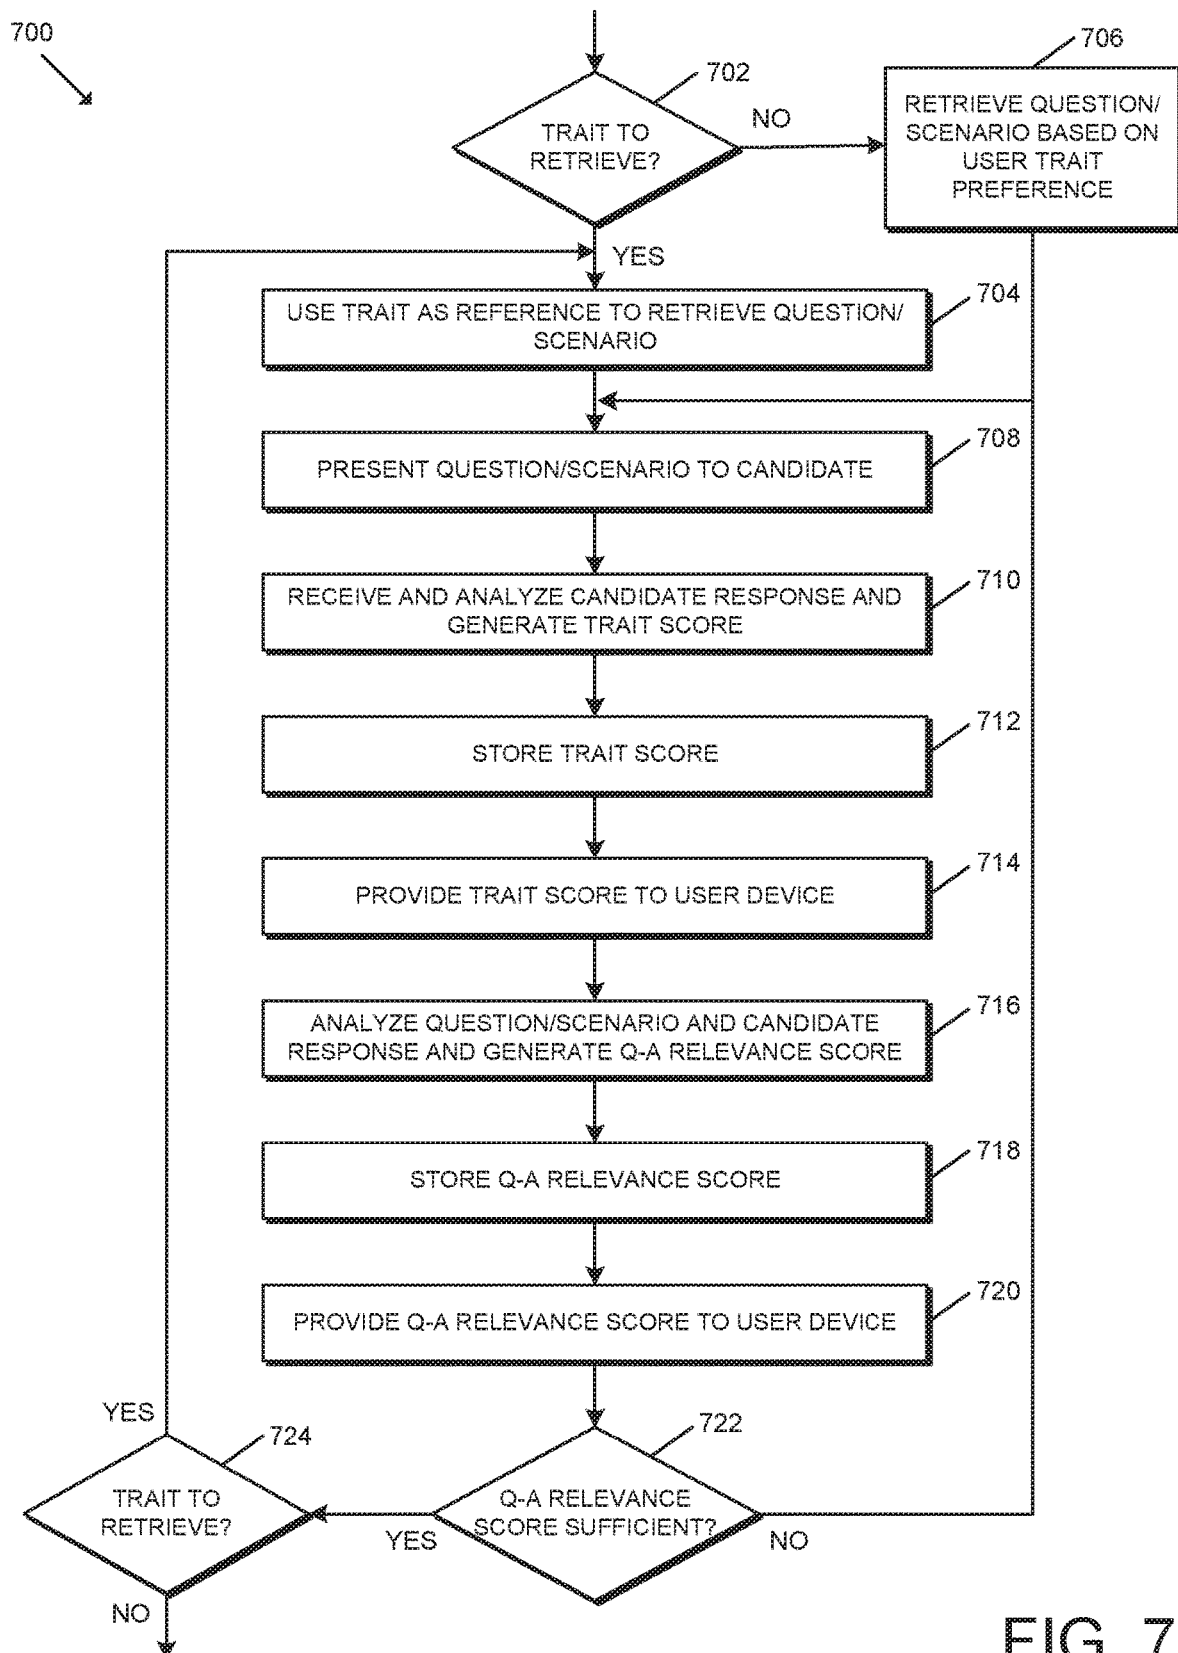 700
702
706
TRAIT TO
RETRIEVE?
NO
RETRIEVE QUESTION/
SCENARIO BASED ON
USER TRAIT
PREFERENCE
YES
704
USE TRAIT AS REFERENCE TO RETRIEVE QUESTION/
SCENARIO
708
PRESENT QUESTION/SCENARIO TO CANDIDATE
710
RECEIVE AND ANALYZE CANDIDATE RESPONSE AND
GENERATE TRAIT SCORE
712
STORE TRAIT SCORE
714
PROVIDE TRAIT SCORE TO USER DEVICE
716
ANALYZE QUESTION/SCENARIO AND CANDIDATE
RESPONSE AND GENERATE Q-A RELEVANCE SCORE
718
STORE Q-A RELEVANCE SCORE
720
PROVIDE Q-A RELEVANCE SCORE TO USER DEVICE
YES
724
722
TRAIT TO
RETRIEVE?
YES
Q-A RELEVANCE
SCORE SUFFICIENT?
NO
NO
FIG. 7